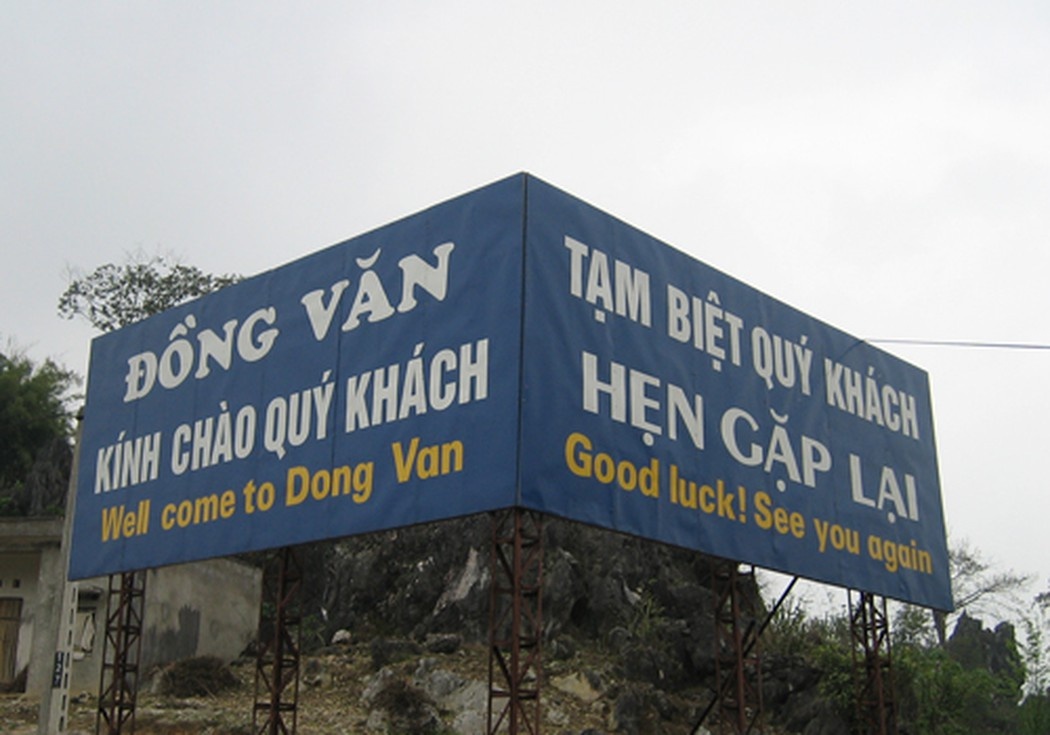 ĐỒNG VĂN
KÍNH CHÀO QUÝ KHÁCH
Well come to Dong Van
TẠM BIỆT QUÝ KHÁCH
HẸN GẶP LẠI
Good luck! See you again